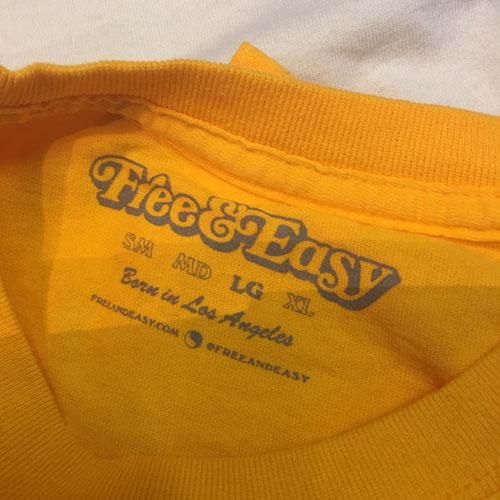 Free & Easy
SM MD LG XL
Born in Los Angeles
FREEANDEASY.COM @FREEANDEASY